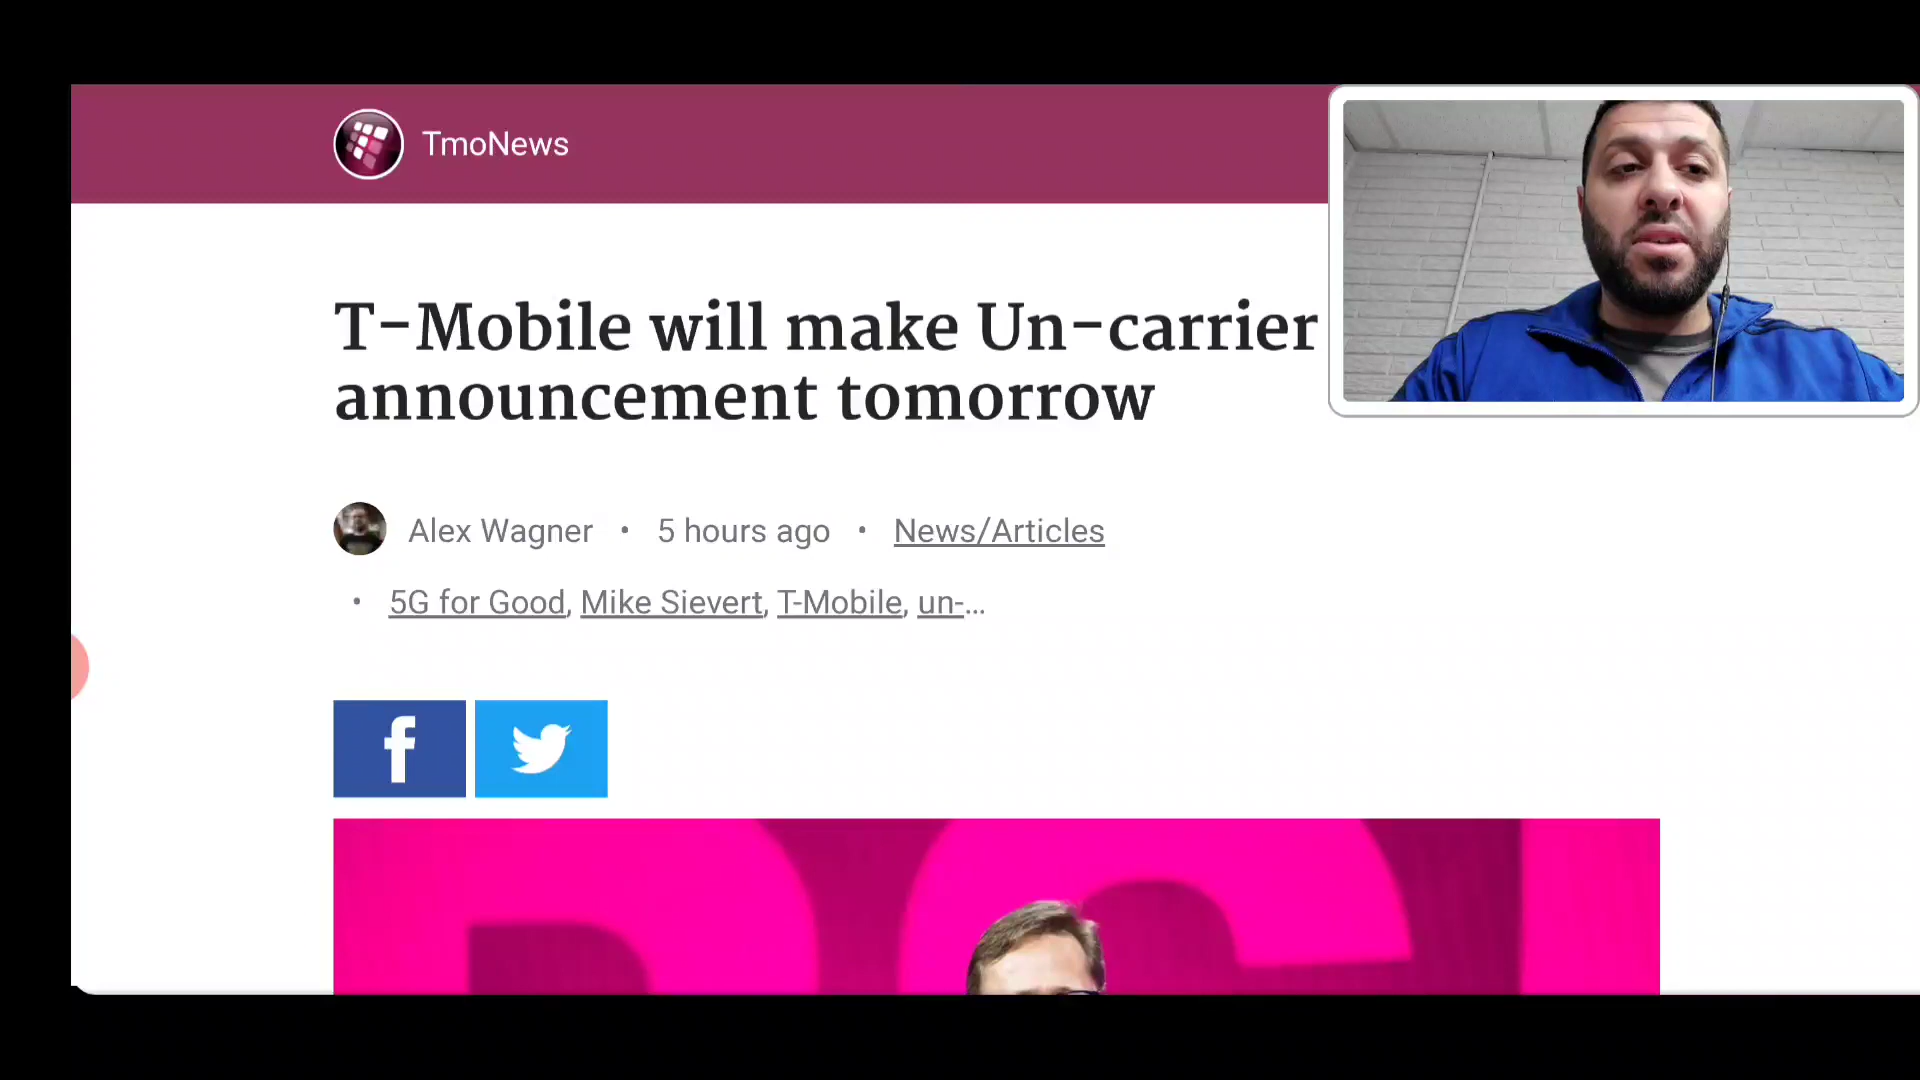 TmoNews
T-Mobile will make Un-carrier
announcement tomorrow
Alex Wagner • 5 hours ago • News/Articles
• 5G for Good, Mike Sievert, T-Mobile, un-...